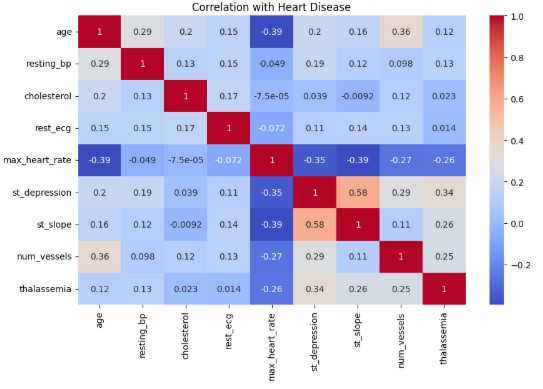 Correlation with Heart Disease
age 1 0.29 0.2 0.15 -0.39 0.2 0.16 0.36 0.12
resting_bp 0.29 1 0.13 0.15 -0.049 0.19 0.12 0.098 0.13
cholesterol 0.2 0.13 1 0.17 -7.5e-05 0.039 -0.0092 0.12 0.023
rest_ecg 0.15 0.15 0.17 1 -0.072 0.11 0.14 0.13 0.014
max_heart_rate -0.39 -0.049 -7.5e-05 -0.072 1 -0.35 -0.39 -0.27 -0.26
st_depression 0.2 0.19 0.039 0.11 -0.35 1 0.58 0.29 0.34
st_slope 0.16 0.12 -0.0092 0.14 -0.39 0.58 1 0.11 0.26
num_vessels 0.36 0.098 0.12 0.13 -0.27 0.29 0.11 1 0.25
thalassemia 0.12 0.13 0.023 0.014 -0.26 0.34 0.26 0.25 1
age resting_bp cholesterol rest_ecg max_heart_rate st_depression st_slope num_vessels thalassemia
1.0
0.8
0.6
0.4
0.2
0.0
−0.2